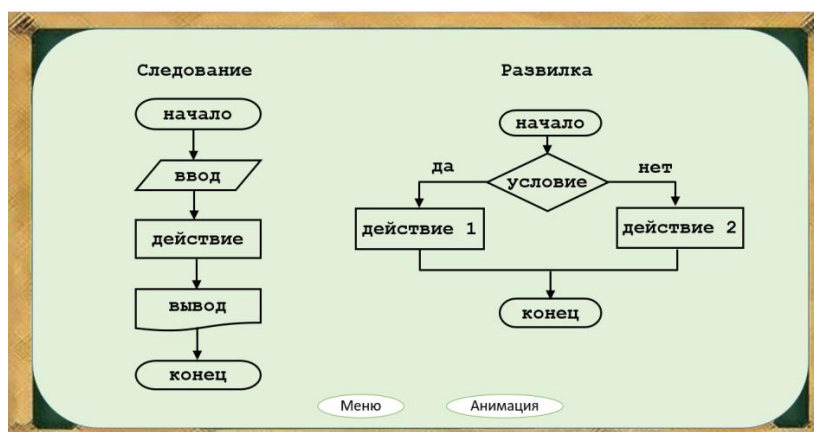 Следование
начало
ввод
действие
вывод
конец
Развилка
начало
да
условие
нет
действие 1
действие 2
конец
Меню
Анимация